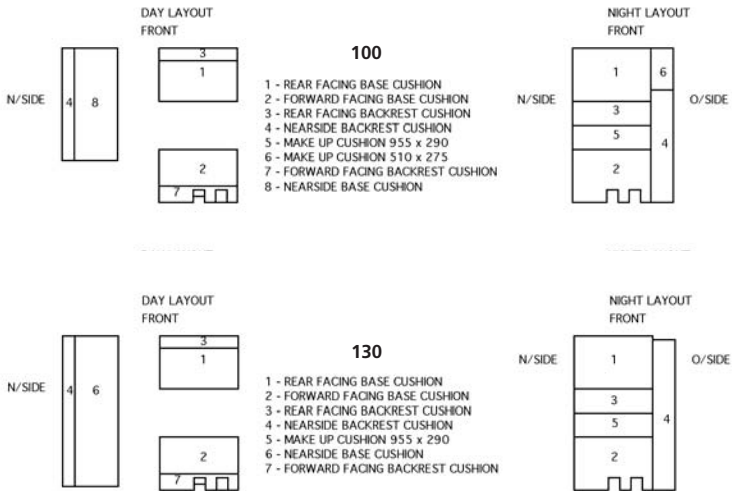 DAY LAYOUT
FRONT
NIGHT LAYOUT
FRONT
100
N/SIDE
4
8
3
1
2
7
1 - REAR FACING BASE CUSHION
2 - FORWARD FACING BASE CUSHION
3 - REAR FACING BACKREST CUSHION
4 - NEARSIDE BACKREST CUSHION
5 - MAKE UP CUSHION 955 x 290
6 - MAKE UP CUSHION 510 x 275
7 - FORWARD FACING BACKREST CUSHION
8 - NEARSIDE BASE CUSHION
N/SIDE
1
6
3
5
4
2
O/SIDE
DAY LAYOUT
FRONT
NIGHT LAYOUT
FRONT
130
N/SIDE
4
6
3
1
2
7
1 - REAR FACING BASE CUSHION
2 - FORWARD FACING BASE CUSHION
3 - REAR FACING BACKREST CUSHION
4 - NEARSIDE BACKREST CUSHION
5 - MAKE UP CUSHION 955 x 290
6 - NEARSIDE BASE CUSHION
7 - FORWARD FACING BACKREST CUSHION
N/SIDE
1
3
5
4
2
O/SIDE